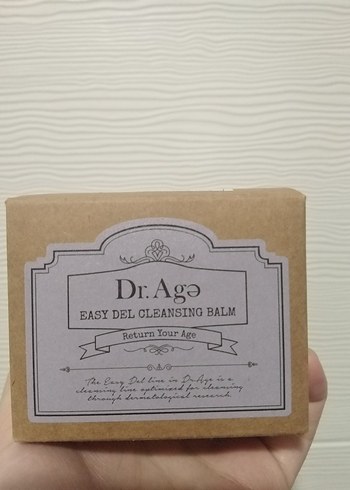 Dr.Agə
EASY DEL CLEANSING BALM
Return Your Age
The Easy Del line in Dr.Age is a
cleansing line optimized for cleansing
through dermatological research